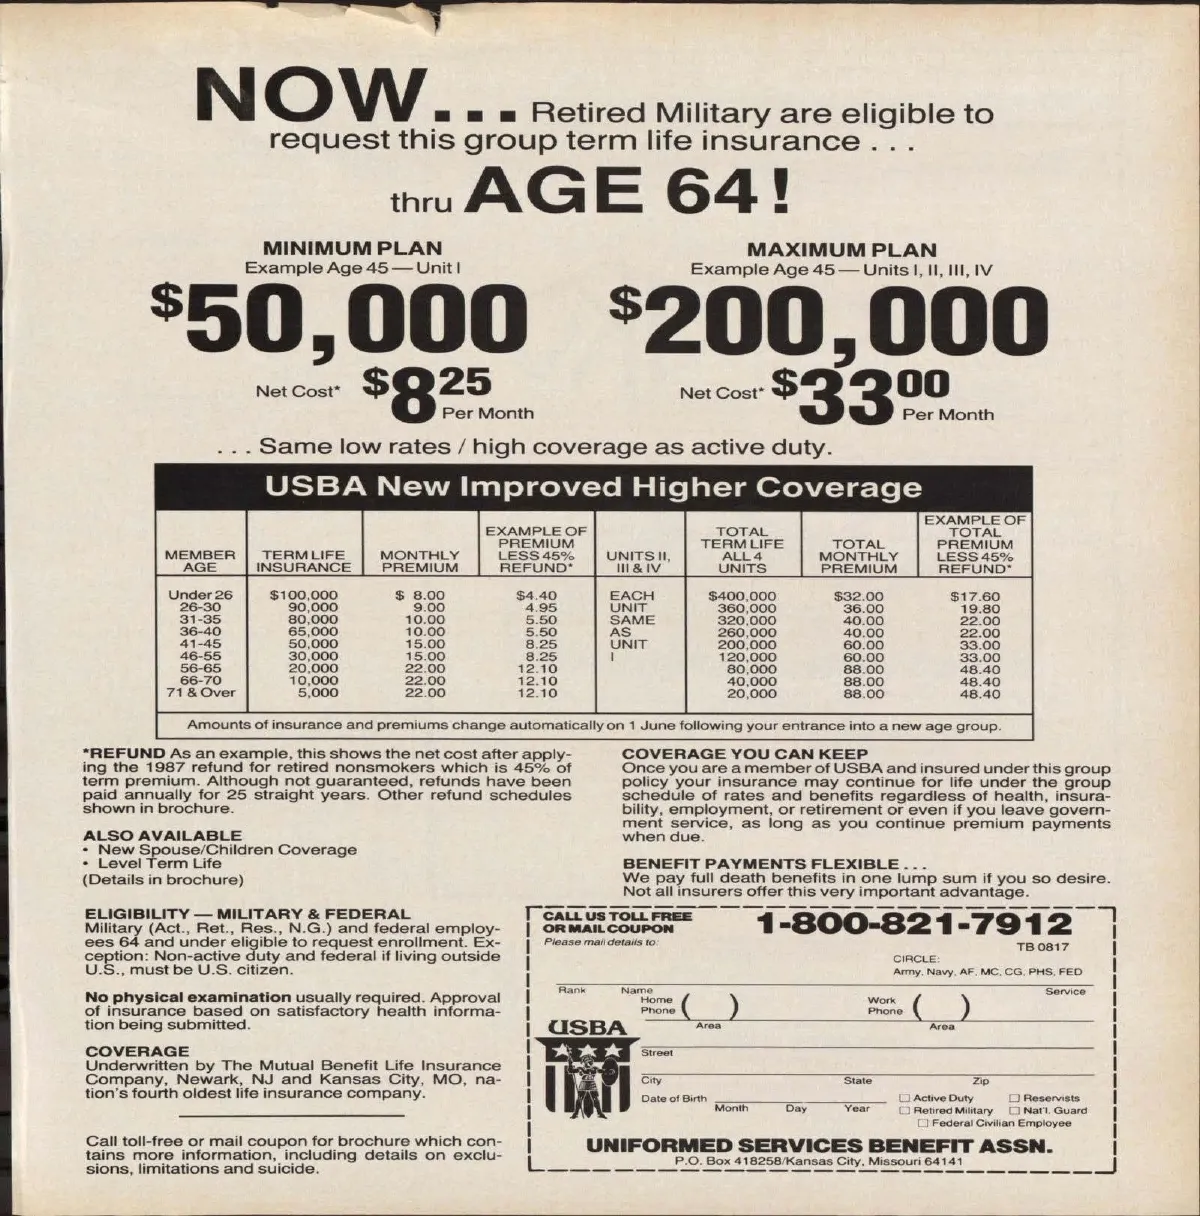 NOW... Retired Military are eligible to
request this group term life insurance . . .
thru AGE 64!
MINIMUM PLAN
Example Age 45 — Unit I
$50,000
Net Cost* $8 25 Per Month
MAXIMUM PLAN
Example Age 45 — Units I, II, III, IV
$200,000
Net Cost* $33 00 Per Month
. . . Same low rates / high coverage as active duty.
USBA New Improved Higher Coverage
MEMBER AGE | TERM LIFE INSURANCE | MONTHLY PREMIUM | EXAMPLE OF PREMIUM LESS 45% REFUND* | UNITS II, III & IV | TOTAL TERM LIFE ALL 4 UNITS | TOTAL MONTHLY PREMIUM | EXAMPLE OF TOTAL PREMIUM LESS 45% REFUND*
Under 26 $100,000 $ 8.00 $4.40 EACH $400,000 $32.00 $17.60
26-30 90,000 9.00 4.95 UNIT 360,000 36.00 19.80
31-35 80,000 10.00 5.50 SAME 320,000 40.00 22.00
36-40 65,000 10.00 5.50 AS 260,000 40.00 22.00
41-45 50,000 15.00 8.25 UNIT 200,000 60.00 33.00
46-55 30,000 15.00 8.25 I 120,000 60.00 33.00
56-65 20,000 22.00 12.10 80,000 88.00 48.40
66-70 10,000 22.00 12.10 40,000 88.00 48.40
71 & Over 5,000 22.00 12.10 20,000 88.00 48.40
Amounts of insurance and premiums change automatically on 1 June following your entrance into a new age group.
*REFUND As an example, this shows the net cost after apply-
ing the 1987 refund for retired nonsmokers which is 45% of
term premium. Although not guaranteed, refunds have been
paid annually for 25 straight years. Other refund schedules
shown in brochure.
ALSO AVAILABLE
• New Spouse/Children Coverage
• Level Term Life
(Details in brochure)
ELIGIBILITY — MILITARY & FEDERAL
Military (Act., Ret., Res., N.G.) and federal employ-
ees 64 and under eligible to request enrollment. Ex-
ception: Non-active duty and federal if living outside
U.S., must be U.S. citizen.
No physical examination usually required. Approval
of insurance based on satisfactory health informa-
tion being submitted.
COVERAGE
Underwritten by The Mutual Benefit Life Insurance
Company, Newark, NJ and Kansas City, MO, na-
tion's fourth oldest life insurance company.
Call toll-free or mail coupon for brochure which con-
tains more information, including details on exclu-
sions, limitations and suicide.
COVERAGE YOU CAN KEEP
Once you are a member of USBA and insured under this group
policy your insurance may continue for life under the group
schedule of rates and benefits regardless of health, insura-
bility, employment, or retirement or even if you leave govern-
ment service, as long as you continue premium payments
when due.
BENEFIT PAYMENTS FLEXIBLE . . .
We pay full death benefits in one lump sum if you so desire.
Not all insurers offer this very important advantage.
CALL US TOLL FREE
OR MAIL COUPON
1-800-821-7912
Please mail details to:
TB 0817
CIRCLE:
Army, Navy, AF, MC, CG, PHS, FED
Rank Name Service
Home Phone ( ) Work Phone ( )
Area Area
USBA
Street
City State Zip
Date of Birth
Month Day Year
☐ Active Duty ☐ Reservists
☐ Retired Military ☐ Nat'l. Guard
☐ Federal Civilian Employee
UNIFORMED SERVICES BENEFIT ASSN.
P.O. Box 418258/Kansas City, Missouri 64141